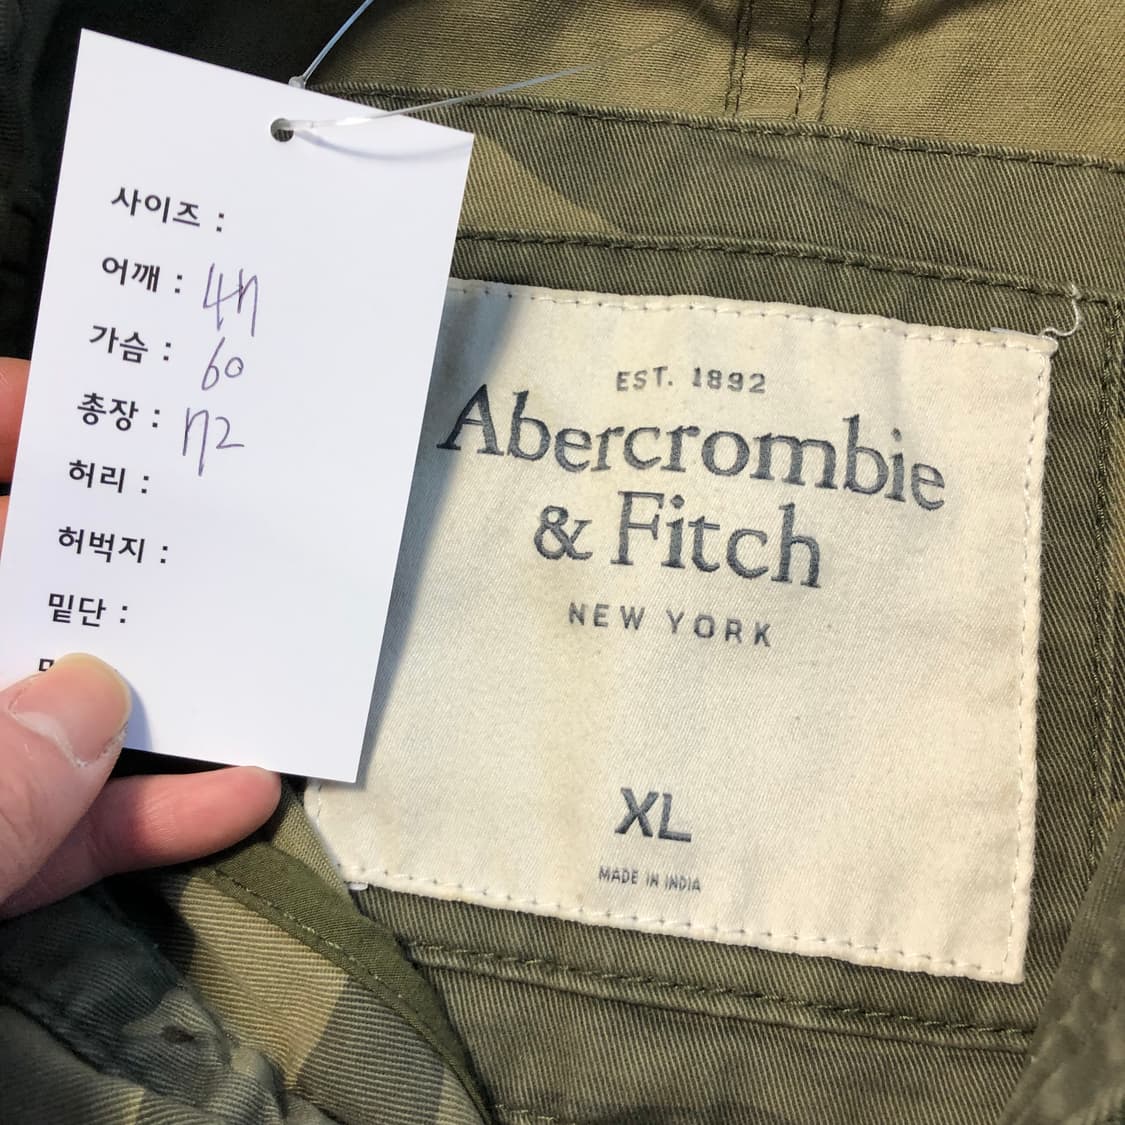 사이즈 :
어깨 : 47
가슴 : 60
총장 : 72
허리 :
허벅지 :
밑단 :
EST. 1892
Abercrombie
& Fitch
NEW YORK
XL
MADE IN INDIA